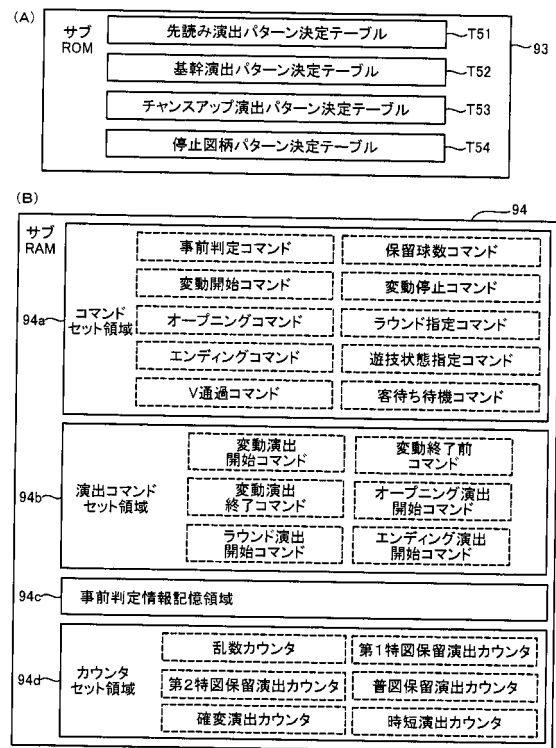 (A)
サブ
ROM
93
先読み演出パターン決定テーブル
T51
基幹演出パターン決定テーブル
T52
チャンスアップ演出パターン決定テーブル
T53
停止図柄パターン決定テーブル
T54
(B)
94
サブ
RAM
94a
コマンド
セット領域
事前判定コマンド
保留球数コマンド
変動開始コマンド
変動停止コマンド
オープニングコマンド
ラウンド指定コマンド
エンディングコマンド
遊技状態指定コマンド
V通過コマンド
客待ち待機コマンド
94b
演出コマンド
セット領域
変動演出
開始コマンド
変動終了前
コマンド
変動演出
終了コマンド
オープニング演出
開始コマンド
ラウンド演出
開始コマンド
エンディング演出
開始コマンド
94c
事前判定情報記憶領域
94d
カウンタ
セット領域
乱数カウンタ
第1特図保留演出カウンタ
第2特図保留演出カウンタ
普図保留演出カウンタ
確変演出カウンタ
時短演出カウンタ